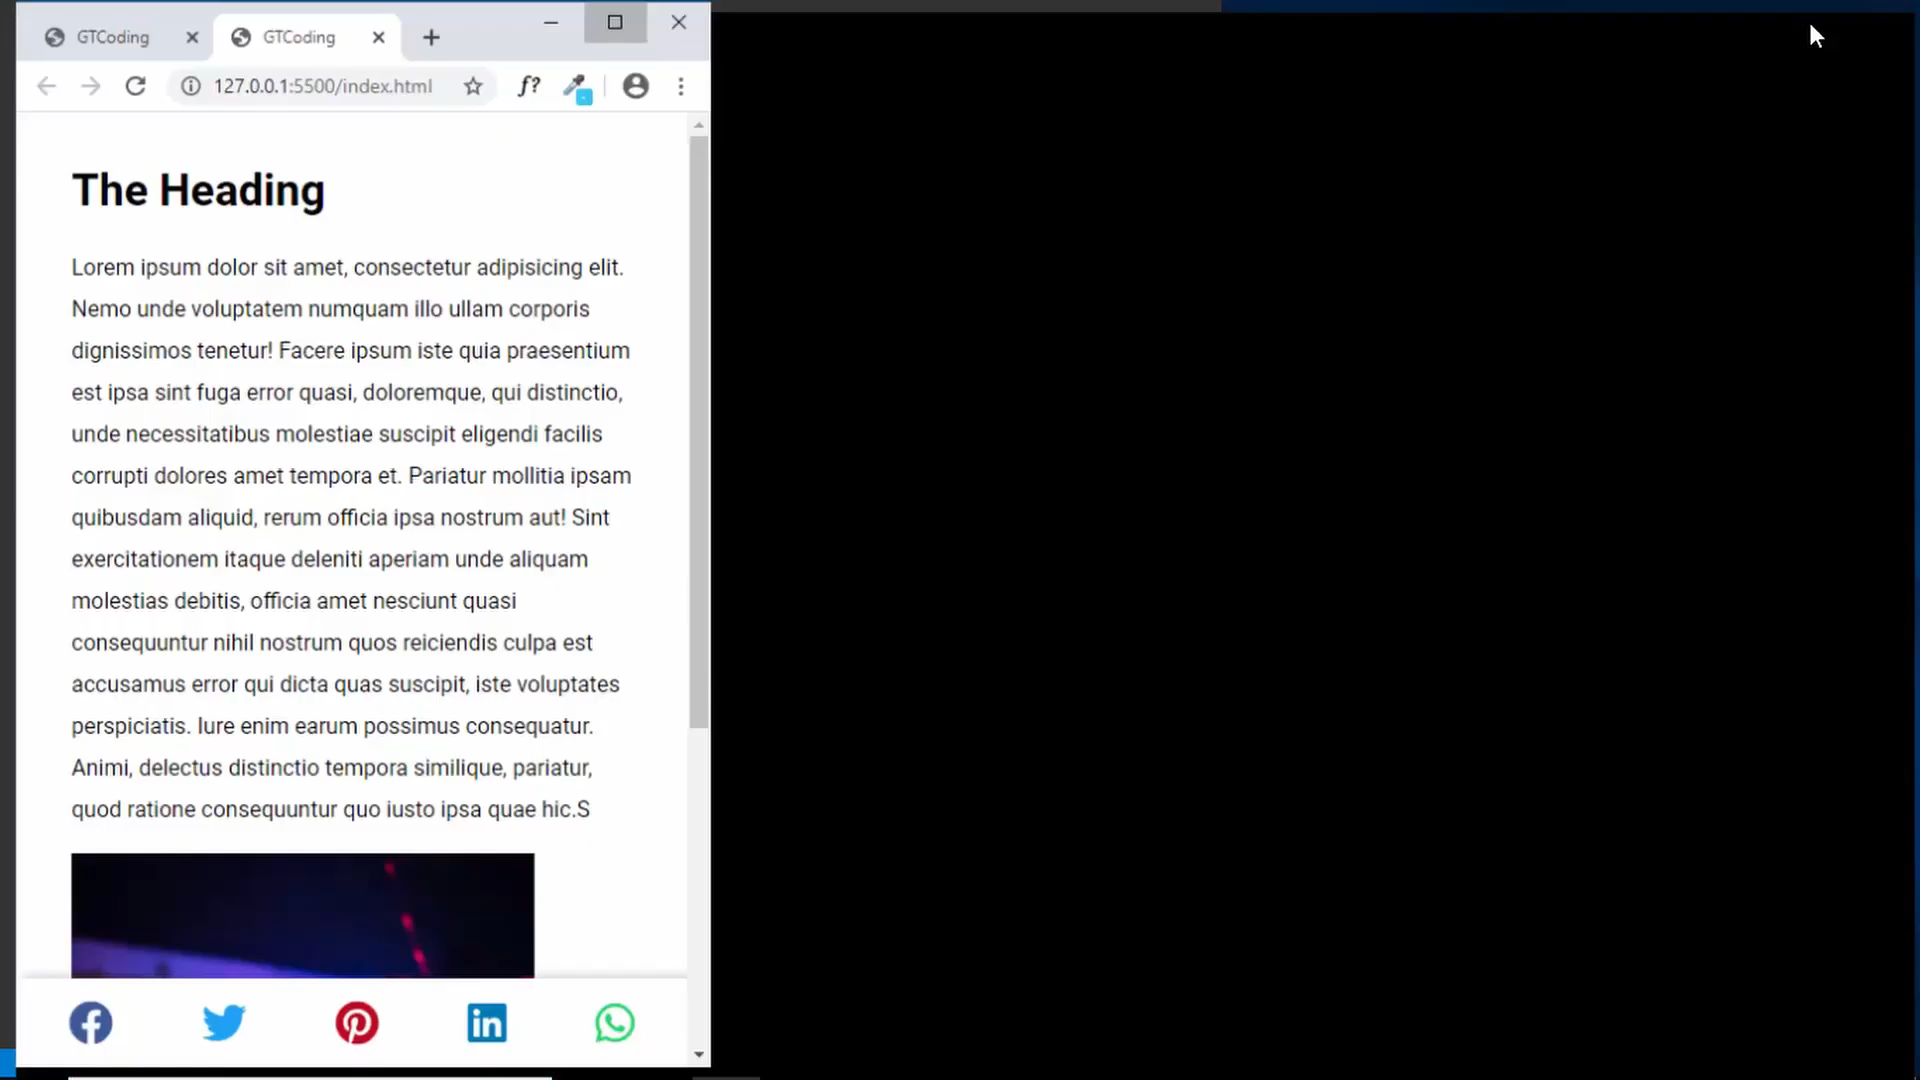 GTCoding
GTCoding
127.0.0.1:5500/index.html
f?
The Heading
Lorem ipsum dolor sit amet, consectetur adipisicing elit.
Nemo unde voluptatem numquam illo ullam corporis
dignissimos tenetur! Facere ipsum iste quia praesentium
est ipsa sint fuga error quasi, doloremque, qui distinctio,
unde necessitatibus molestiae suscipit eligendi facilis
corrupti dolores amet tempora et. Pariatur mollitia ipsam
quibusdam aliquid, rerum officia ipsa nostrum aut! Sint
exercitationem itaque deleniti aperiam unde aliquam
molestias debitis, officia amet nesciunt quasi
consequuntur nihil nostrum quos reiciendis culpa est
accusamus error qui dicta quas suscipit, iste voluptates
perspiciatis. Iure enim earum possimus consequatur.
Animi, delectus distinctio tempora similique, pariatur,
quod ratione consequuntur quo iusto ipsa quae hic.S
in